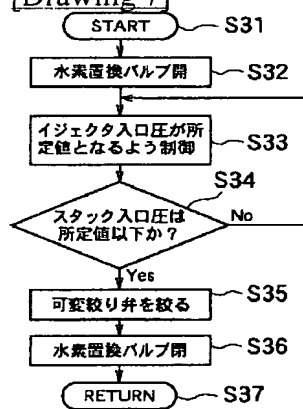 [Drawing 7]
START
S31
水素置換バルブ開
S32
イジェクタ入口圧が所
定値となるよう制御
S33
スタック入口圧は
所定値以下か？
S34
No
Yes
可変絞り弁を絞る
S35
水素置換バルブ閉
S36
RETURN
S37